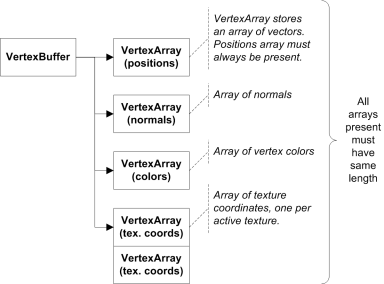 VertexBuffer
VertexArray
(positions)
VertexArray stores
an array of vectors.
Positions array must
always be present.
VertexArray
(normals)
Array of normals
VertexArray
(colors)
Array of vertex colors
VertexArray
(tex. coords)
Array of texture
coordinates, one per
active texture.
VertexArray
(tex. coords)
All
arrays
present
must
have
same
length